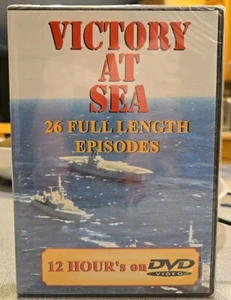 VICTORY
AT
SEA
26 FULL LENGTH
EPISODES
12 HOUR's on DVD
VIDEO